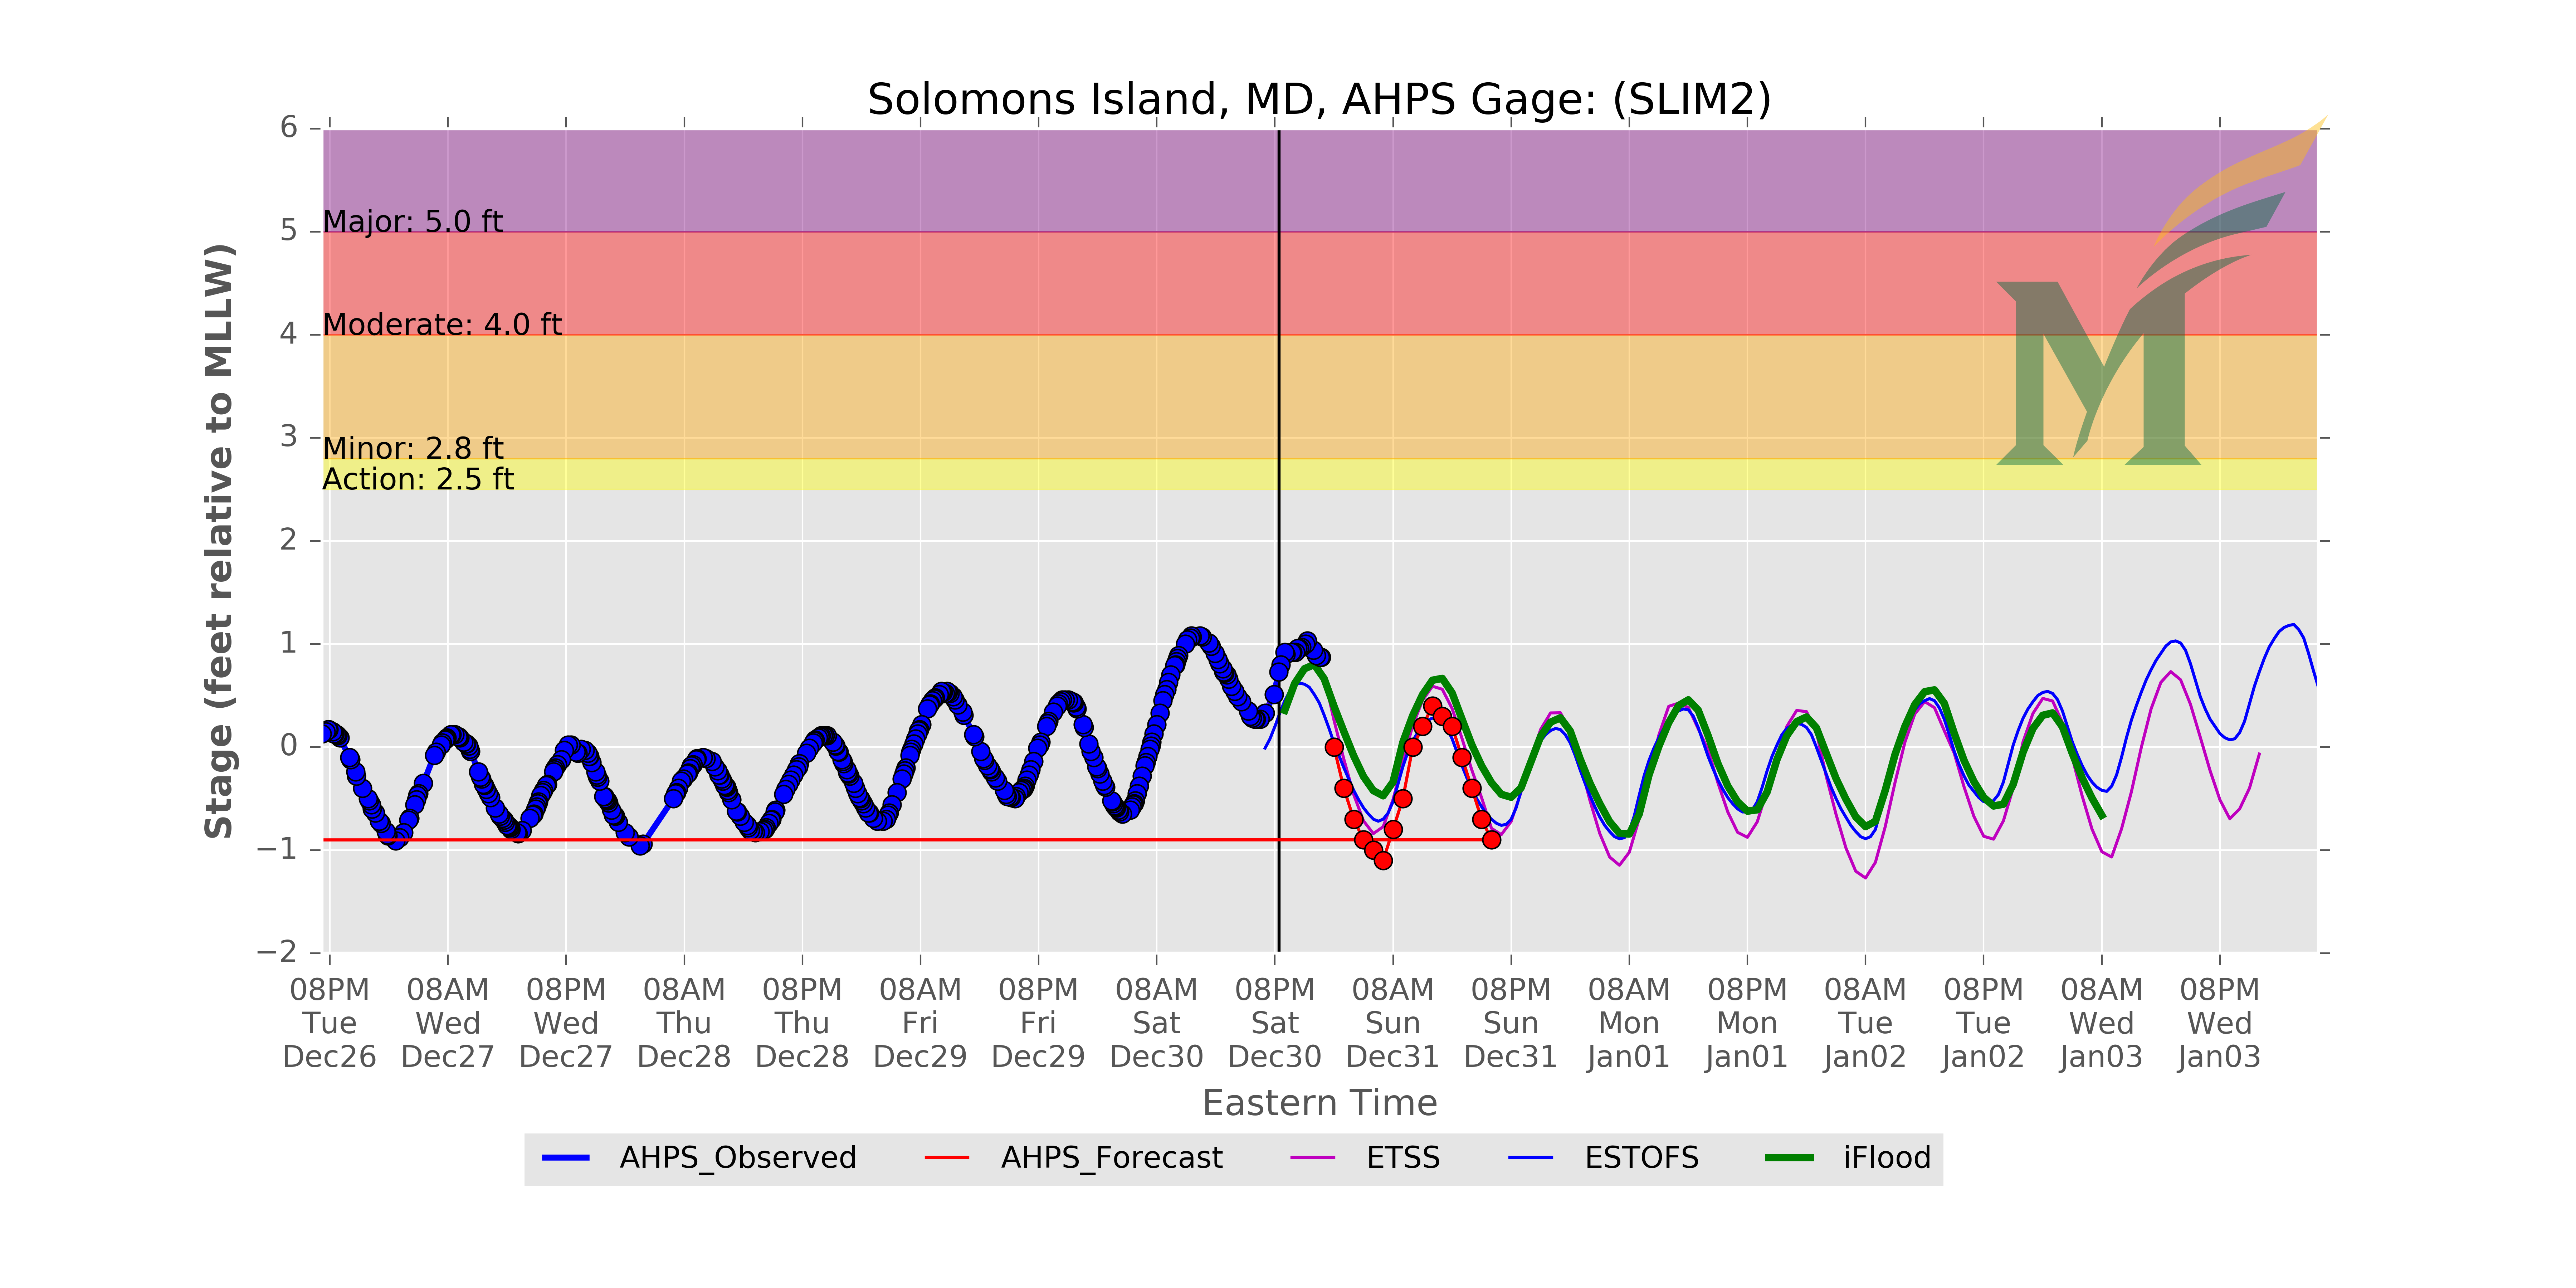 Solomons Island, MD, AHPS Gage: (SLIM2)
Stage (feet relative to MLLW)
6
5
4
3
2
1
0
−1
−2
Major: 5.0 ft
Moderate: 4.0 ft
Minor: 2.8 ft
Action: 2.5 ft
M
08PM 08AM 08PM 08AM 08PM 08AM 08PM 08AM 08PM 08AM 08PM 08AM 08PM 08AM 08PM 08AM 08PM
Tue Wed Wed Thu Thu Fri Fri Sat Sat Sun Sun Mon Mon Tue Tue Wed Wed
Dec26 Dec27 Dec27 Dec28 Dec28 Dec29 Dec29 Dec30 Dec30 Dec31 Dec31 Jan01 Jan01 Jan02 Jan02 Jan03 Jan03
Eastern Time
AHPS_Observed AHPS_Forecast ETSS ESTOFS iFlood